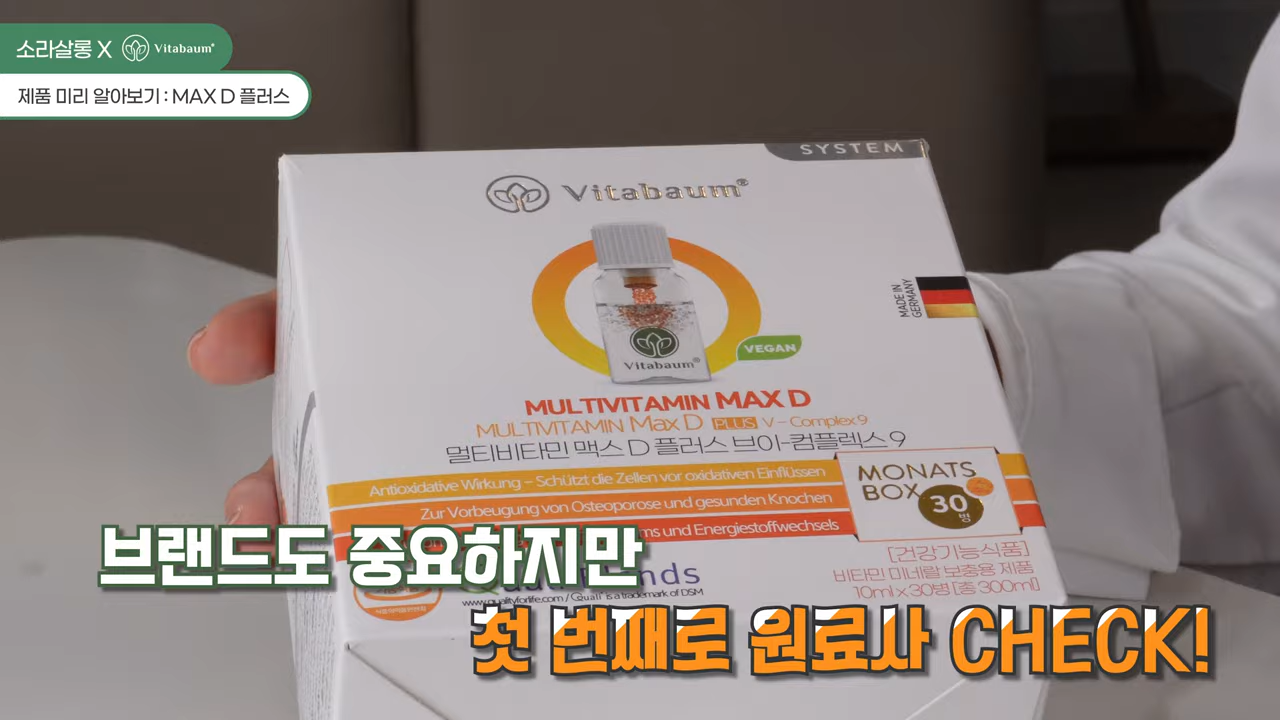 소라살롱 X Vitabaum®
제품 미리 알아보기 : MAX D 플러스
SYSTEM
Vitabaum®
MADE IN
GERMANY
VEGAN
Vitabaum®
MULTIVITAMIN MAX D
MULTIVITAMIN Max D PLUS V - Complex 9
멀티비타민 맥스 D 플러스 브이-컴플렉스 9
Antioxidative Wirkung – Schützt die Zellen vor oxidativen Einflüssen
Zur Vorbeugung von Osteoporose und gesunden Knochen
ms und Energiestoffwechsels
MONATS
BOX 30
병
[건강기능식품]
비타민 미네랄 보충용 제품
10ml x 30병 [총 300ml]
www.qualityforlife.com / Quali® is a trademark of DSM
브랜드도 중요하지만
첫 번째로 원료사 CHECK!